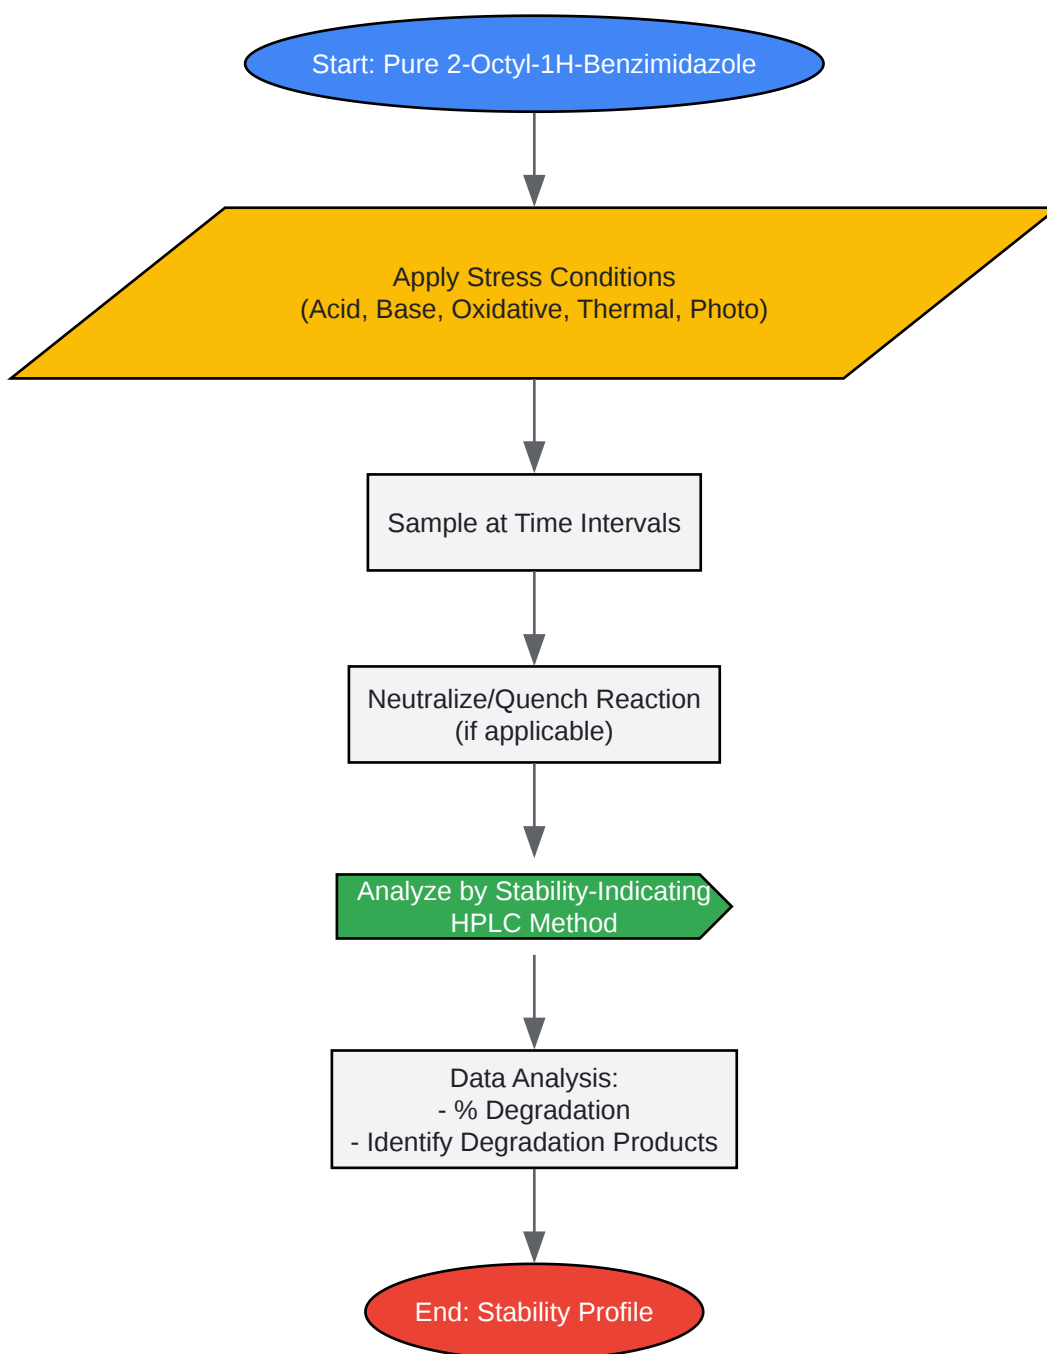 Start: Pure 2-Octyl-1H-Benzimidazole
Apply Stress Conditions
(Acid, Base, Oxidative, Thermal, Photo)
Sample at Time Intervals
Neutralize/Quench Reaction
(if applicable)
Analyze by Stability-Indicating
HPLC Method
Data Analysis:
- % Degradation
- Identify Degradation Products
End: Stability Profile